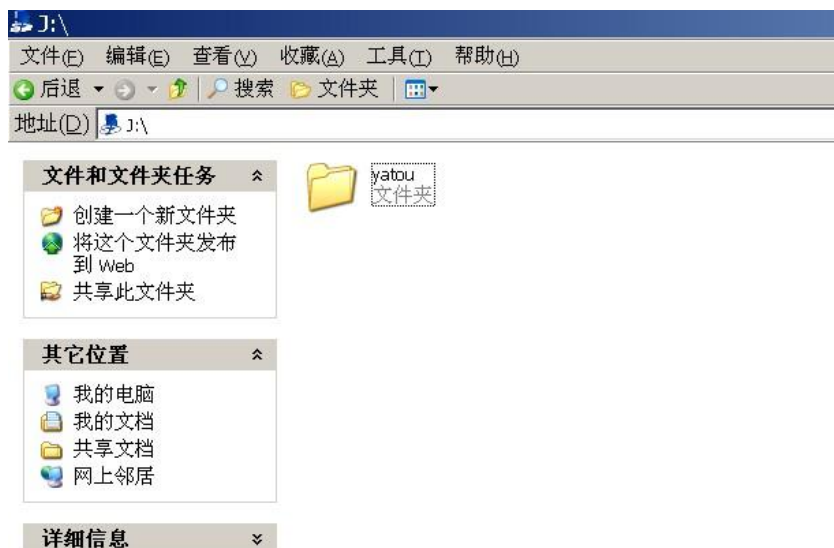 J:\
文件(F) 编辑(E) 查看(V) 收藏(A) 工具(T) 帮助(H)
后退 搜索 文件夹
地址(D) J:\
文件和文件夹任务
yatou
文件夹
创建一个新文件夹
将这个文件夹发布
到 Web
共享此文件夹
其它位置
我的电脑
我的文档
共享文档
网上邻居
详细信息